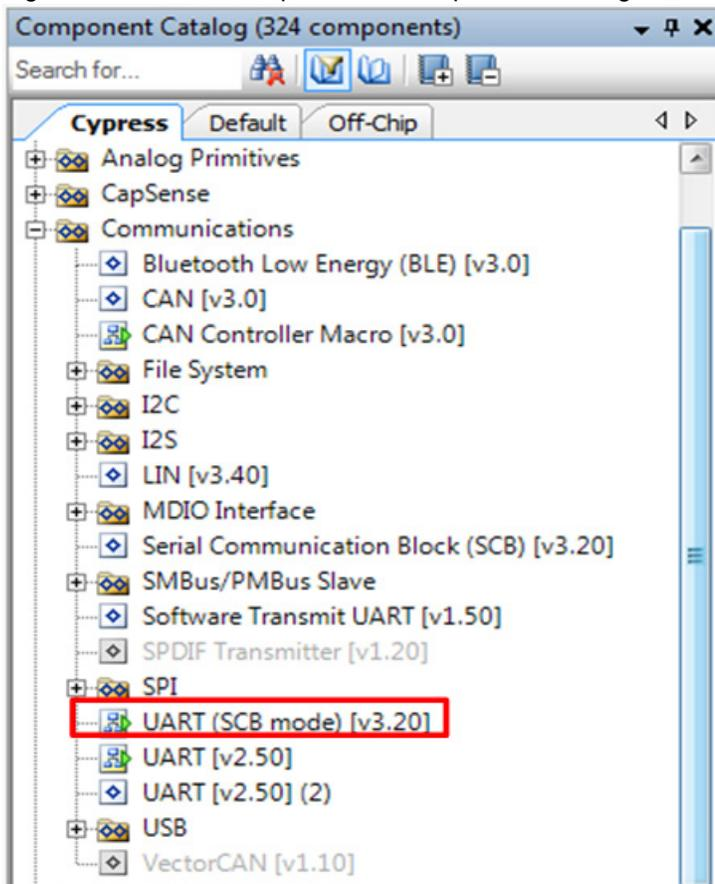 Component Catalog (324 components)
Search for...
Cypress Default Off-Chip
Analog Primitives
CapSense
Communications
Bluetooth Low Energy (BLE) [v3.0]
CAN [v3.0]
CAN Controller Macro [v3.0]
File System
I2C
I2S
LIN [v3.40]
MDIO Interface
Serial Communication Block (SCB) [v3.20]
SMBus/PMBus Slave
Software Transmit UART [v1.50]
SPDIF Transmitter [v1.20]
SPI
UART (SCB mode) [v3.20]
UART [v2.50]
UART [v2.50] (2)
USB
VectorCAN [v1.10]